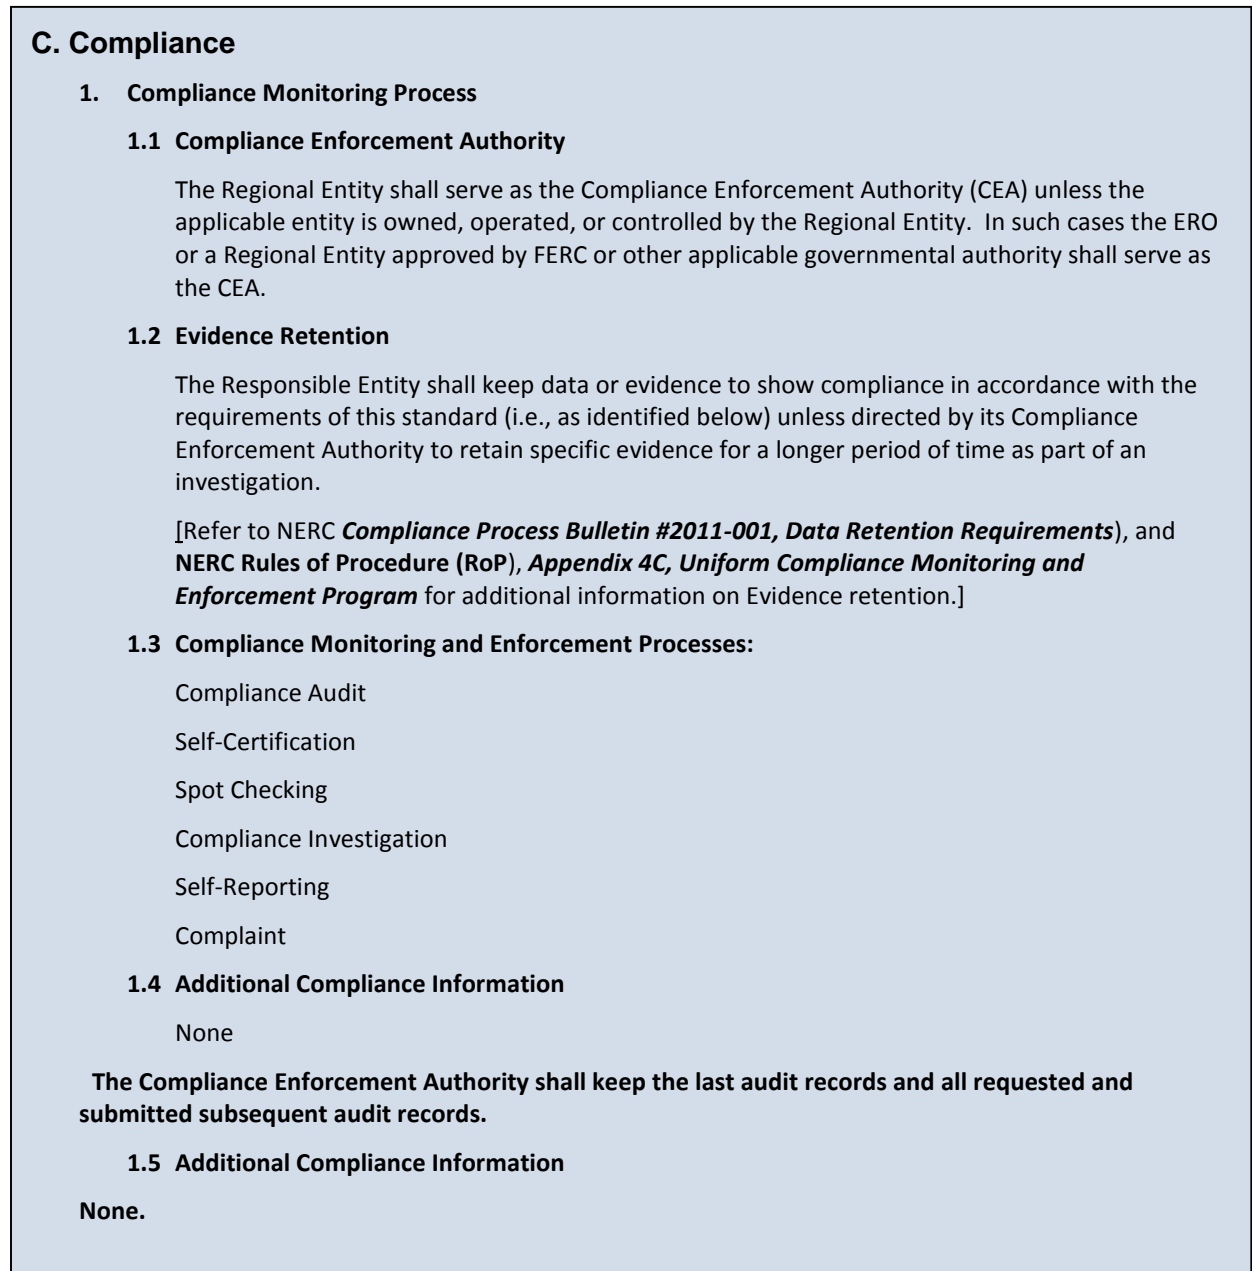 C. Compliance
1. Compliance Monitoring Process
1.1 Compliance Enforcement Authority
The Regional Entity shall serve as the Compliance Enforcement Authority (CEA) unless the
applicable entity is owned, operated, or controlled by the Regional Entity.  In such cases the ERO
or a Regional Entity approved by FERC or other applicable governmental authority shall serve as
the CEA.
1.2 Evidence Retention
The Responsible Entity shall keep data or evidence to show compliance in accordance with the
requirements of this standard (i.e., as identified below) unless directed by its Compliance
Enforcement Authority to retain specific evidence for a longer period of time as part of an
investigation.
[Refer to NERC Compliance Process Bulletin #2011-001, Data Retention Requirements), and
NERC Rules of Procedure (RoP), Appendix 4C, Uniform Compliance Monitoring and
Enforcement Program for additional information on Evidence retention.]
1.3 Compliance Monitoring and Enforcement Processes:
Compliance Audit
Self-Certification
Spot Checking
Compliance Investigation
Self-Reporting
Complaint
1.4 Additional Compliance Information
None
The Compliance Enforcement Authority shall keep the last audit records and all requested and
submitted subsequent audit records.
1.5 Additional Compliance Information
None.